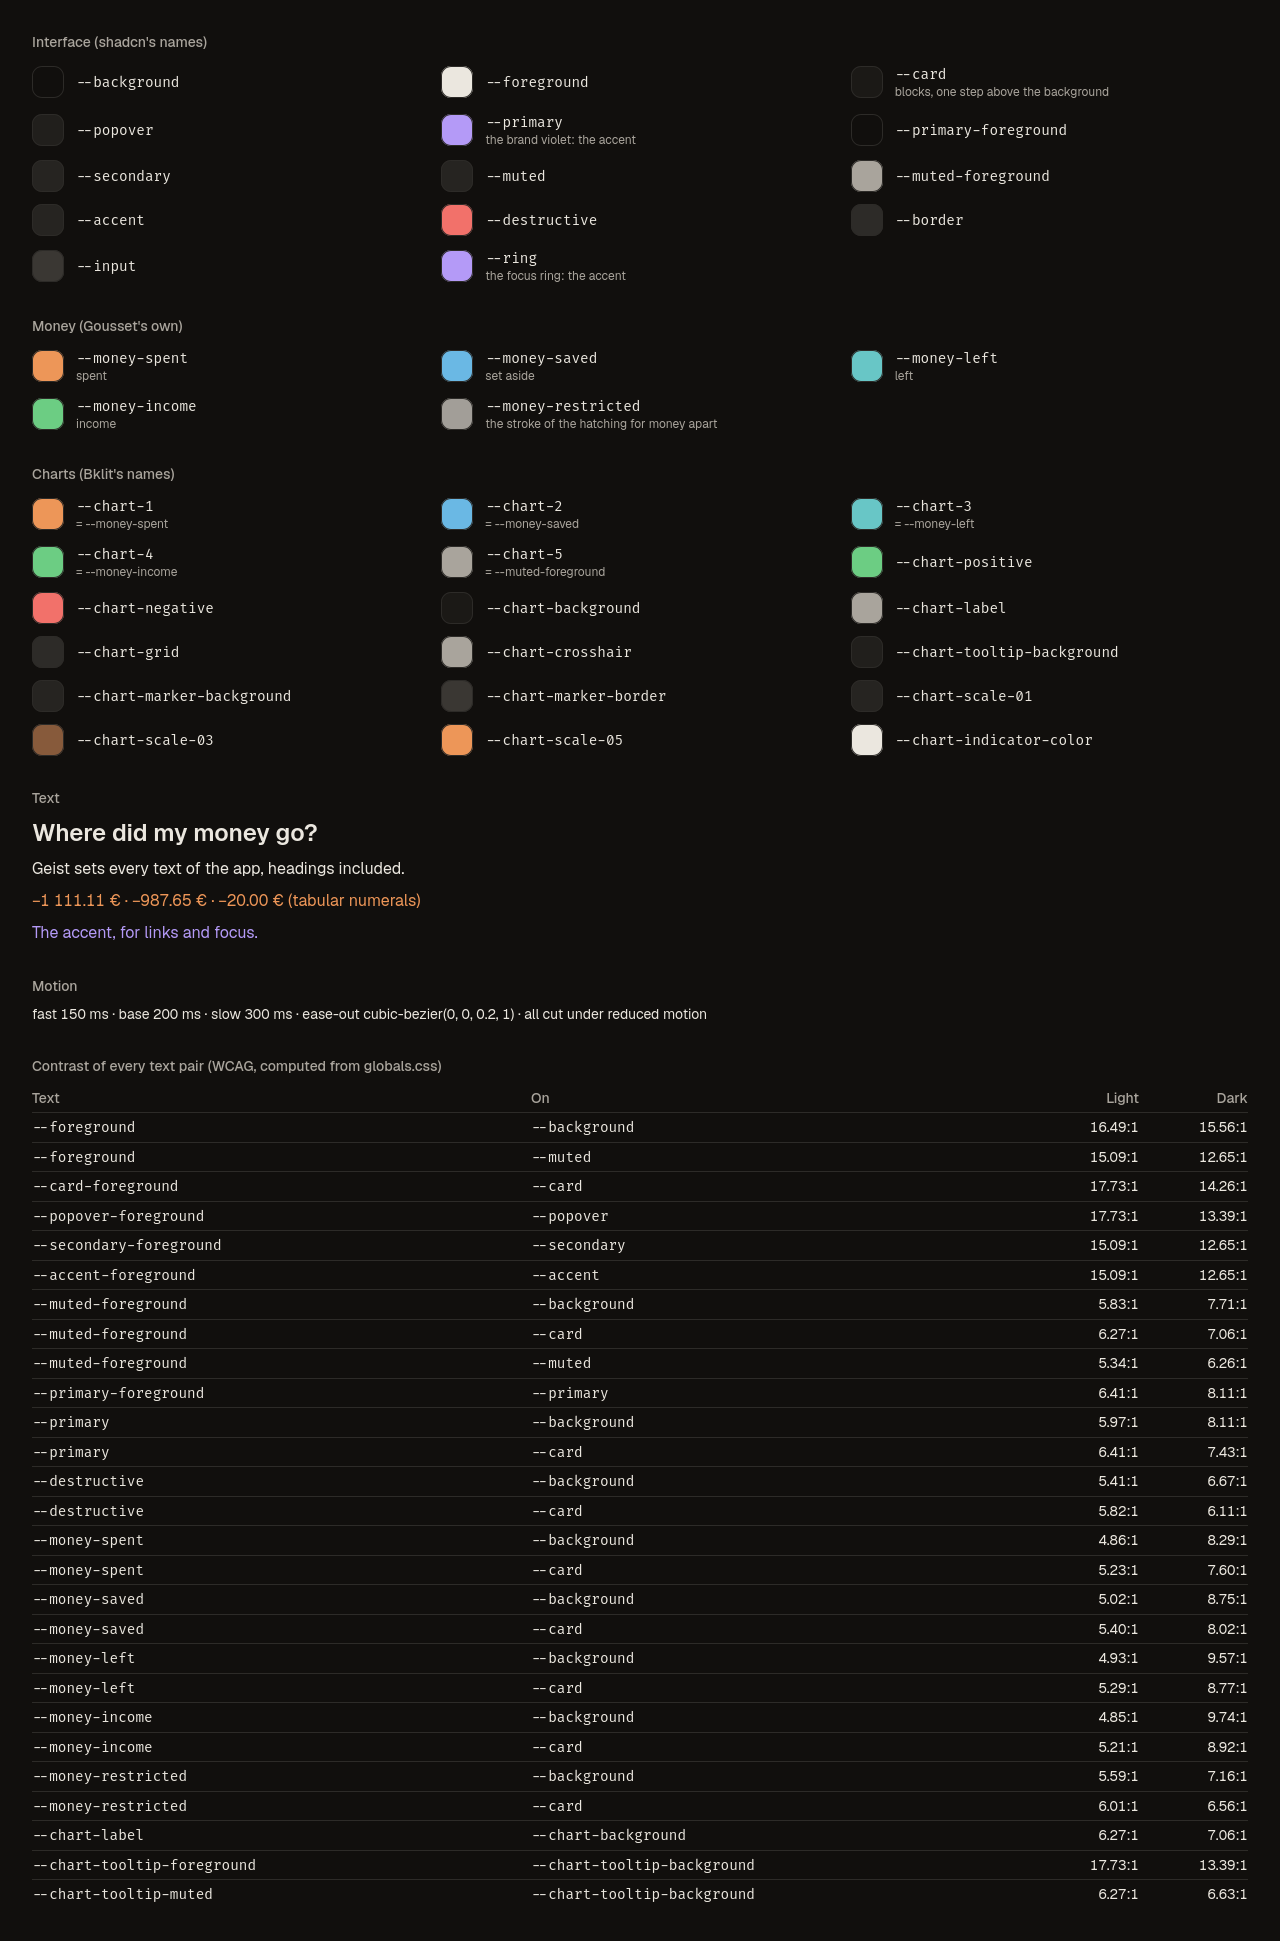 Interface (shadcn's names)
--background
--foreground
--card
blocks, one step above the background
--popover
--primary
the brand violet: the accent
--primary-foreground
--secondary
--muted
--muted-foreground
--accent
--destructive
--border
--input
--ring
the focus ring: the accent
Money (Gousset's own)
--money-spent
spent
--money-saved
set aside
--money-left
left
--money-income
income
--money-restricted
the stroke of the hatching for money apart
Charts (Bklit's names)
--chart-1
= --money-spent
--chart-2
= --money-saved
--chart-3
= --money-left
--chart-4
= --money-income
--chart-5
= --muted-foreground
--chart-positive
--chart-negative
--chart-background
--chart-label
--chart-grid
--chart-crosshair
--chart-tooltip-background
--chart-marker-background
--chart-marker-border
--chart-scale-01
--chart-scale-03
--chart-scale-05
--chart-indicator-color
Text
Where did my money go?
Geist sets every text of the app, headings included.
−1 111.11 € · −987.65 € · −20.00 € (tabular numerals)
The accent, for links and focus.
Motion
fast 150 ms · base 200 ms · slow 300 ms · ease-out cubic-bezier(0, 0, 0.2, 1) · all cut under reduced motion
Contrast of every text pair (WCAG, computed from globals.css)
Text On Light Dark
--foreground --background 16.49:1 15.56:1
--foreground --muted 15.09:1 12.65:1
--card-foreground --card 17.73:1 14.26:1
--popover-foreground --popover 17.73:1 13.39:1
--secondary-foreground --secondary 15.09:1 12.65:1
--accent-foreground --accent 15.09:1 12.65:1
--muted-foreground --background 5.83:1 7.71:1
--muted-foreground --card 6.27:1 7.06:1
--muted-foreground --muted 5.34:1 6.26:1
--primary-foreground --primary 6.41:1 8.11:1
--primary --background 5.97:1 8.11:1
--primary --card 6.41:1 7.43:1
--destructive --background 5.41:1 6.67:1
--destructive --card 5.82:1 6.11:1
--money-spent --background 4.86:1 8.29:1
--money-spent --card 5.23:1 7.60:1
--money-saved --background 5.02:1 8.75:1
--money-saved --card 5.40:1 8.02:1
--money-left --background 4.93:1 9.57:1
--money-left --card 5.29:1 8.77:1
--money-income --background 4.85:1 9.74:1
--money-income --card 5.21:1 8.92:1
--money-restricted --background 5.59:1 7.16:1
--money-restricted --card 6.01:1 6.56:1
--chart-label --chart-background 6.27:1 7.06:1
--chart-tooltip-foreground --chart-tooltip-background 17.73:1 13.39:1
--chart-tooltip-muted --chart-tooltip-background 6.27:1 6.63:1